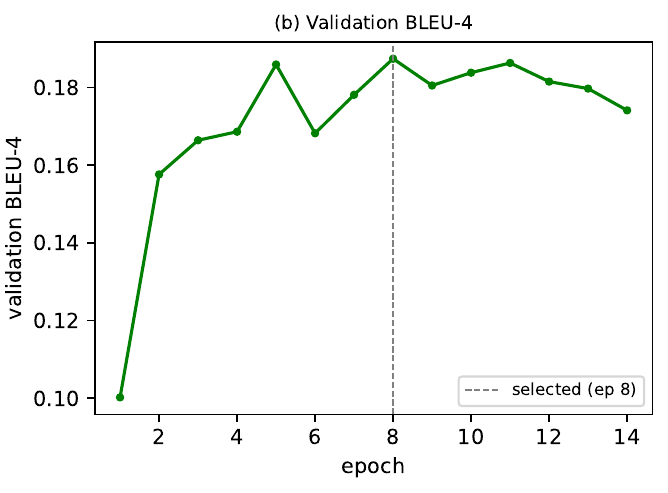 (b) Validation BLEU-4
validation BLEU-4
0.18
0.16
0.14
0.12
0.10
selected (ep 8)
2 4 6 8 10 12 14
epoch